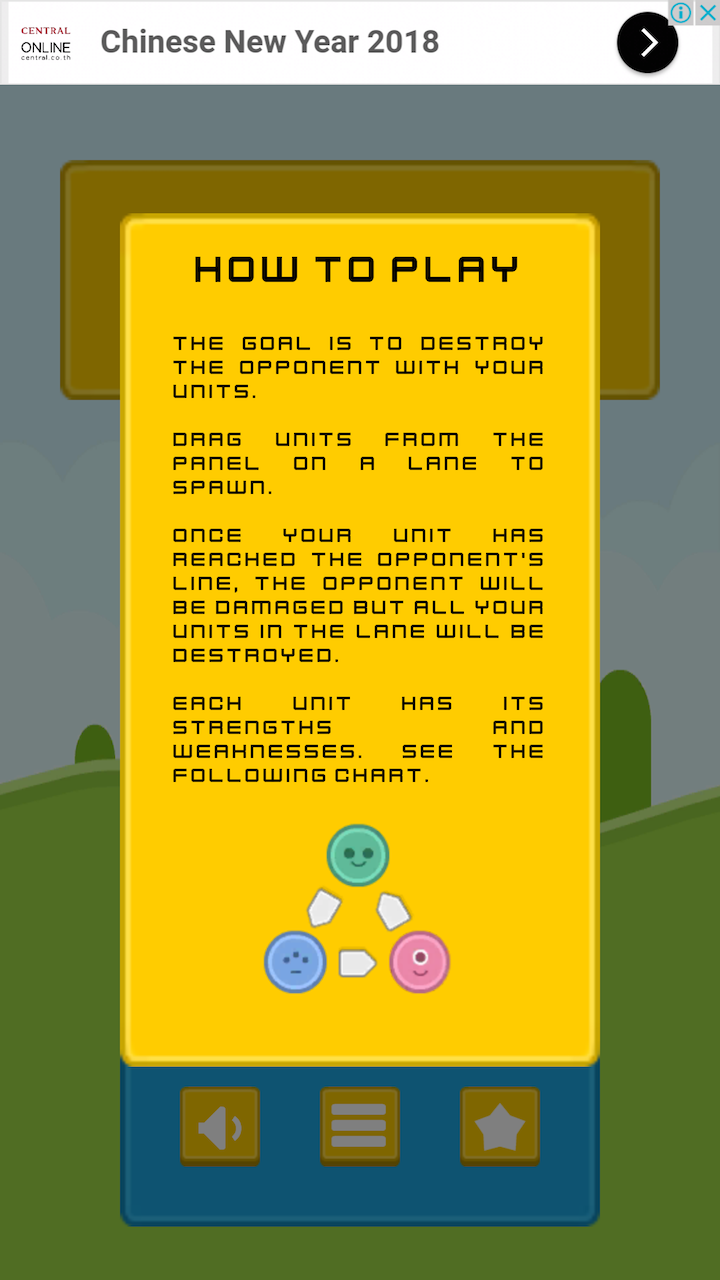 CENTRAL
ONLINE
central.co.th
Chinese New Year 2018
HOW TO PLAY
THE GOAL IS TO DESTROY
THE OPPONENT WITH YOUR
UNITS.
DRAG UNITS FROM THE
PANEL ON A LANE TO
SPAWN.
ONCE YOUR UNIT HAS
REACHED THE OPPONENT'S
LINE, THE OPPONENT WILL
BE DAMAGED BUT ALL YOUR
UNITS IN THE LANE WILL BE
DESTROYED.
EACH UNIT HAS ITS
STRENGTHS AND
WEAKNESSES. SEE THE
FOLLOWING CHART.